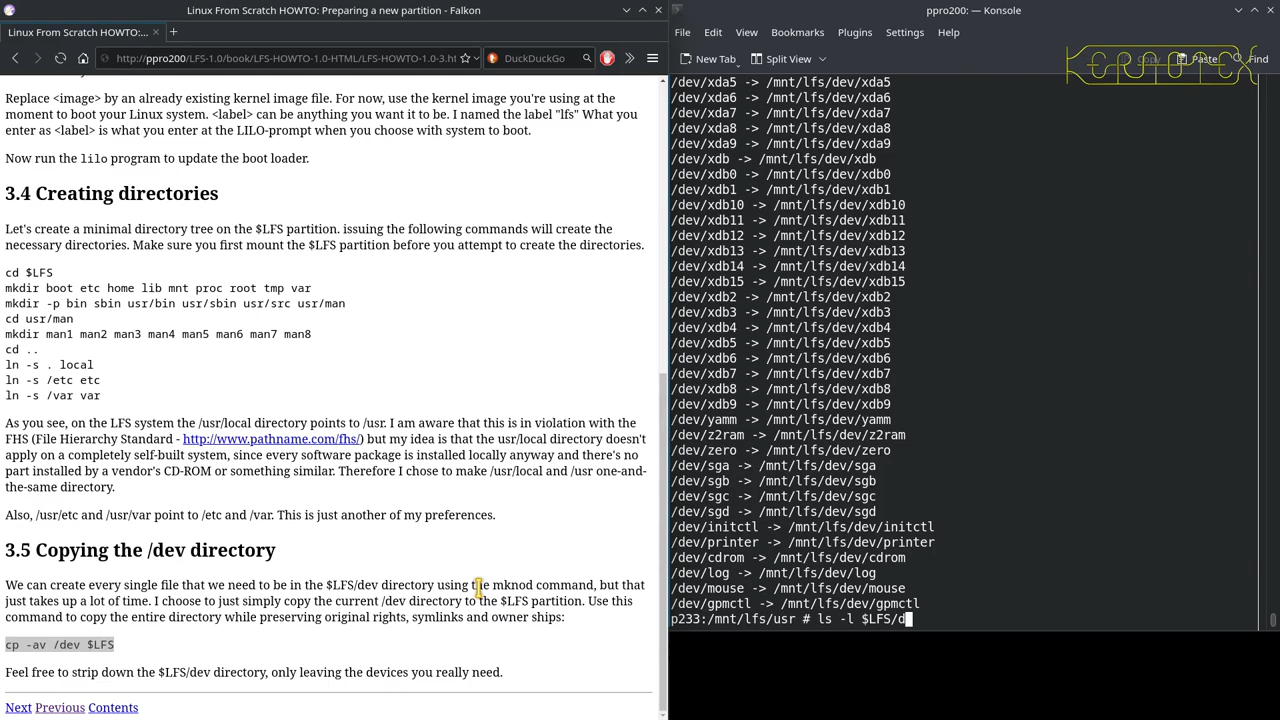 Linux From Scratch HOWTO: Preparing a new partition - Falkon
Linux From Scratch HOWTO:...
http://ppro200/LFS-1.0/book/LFS-HOWTO-1.0-HTML/LFS-HOWTO-1.0-3.ht
DuckDuckGo
Replace <image> by an already existing kernel image file. For now, use the kernel image you're using at the
moment to boot your Linux system. <label> can be anything you want it to be. I named the label "lfs" What you
enter as <label> is what you enter at the LILO-prompt when you choose with system to boot.
Now run the lilo program to update the boot loader.
3.4 Creating directories
Let's create a minimal directory tree on the $LFS partition. issuing the following commands will create the
necessary directories. Make sure you first mount the $LFS partition before you attempt to create the directories.
cd $LFS
mkdir boot etc home lib mnt proc root tmp var
mkdir -p bin sbin usr/bin usr/sbin usr/src usr/man
cd usr/man
mkdir man1 man2 man3 man4 man5 man6 man7 man8
cd ..
ln -s . local
ln -s /etc etc
ln -s /var var
As you see, on the LFS system the /usr/local directory points to /usr. I am aware that this is in violation with the
FHS (File Hierarchy Standard - http://www.pathname.com/fhs/) but my idea is that the usr/local directory doesn't
apply on a completely self-built system, since every software package is installed locally anyway and there's no
part installed by a vendor's CD-ROM or something similar. Therefore I chose to make /usr/local and /usr one-and-
the-same directory.
Also, /usr/etc and /usr/var point to /etc and /var. This is just another of my preferences.
3.5 Copying the /dev directory
We can create every single file that we need to be in the $LFS/dev directory using the mknod command, but that
just takes up a lot of time. I choose to just simply copy the current /dev directory to the $LFS partition. Use this
command to copy the entire directory while preserving original rights, symlinks and owner ships:
cp -av /dev $LFS
Feel free to strip down the $LFS/dev directory, only leaving the devices you really need.
Next Previous Contents
ppro200: — Konsole
File Edit View Bookmarks Plugins Settings Help
New Tab Split View Copy Paste Find
/dev/xda5 -> /mnt/lfs/dev/xda5
/dev/xda6 -> /mnt/lfs/dev/xda6
/dev/xda7 -> /mnt/lfs/dev/xda7
/dev/xda8 -> /mnt/lfs/dev/xda8
/dev/xda9 -> /mnt/lfs/dev/xda9
/dev/xdb -> /mnt/lfs/dev/xdb
/dev/xdb0 -> /mnt/lfs/dev/xdb0
/dev/xdb1 -> /mnt/lfs/dev/xdb1
/dev/xdb10 -> /mnt/lfs/dev/xdb10
/dev/xdb11 -> /mnt/lfs/dev/xdb11
/dev/xdb12 -> /mnt/lfs/dev/xdb12
/dev/xdb13 -> /mnt/lfs/dev/xdb13
/dev/xdb14 -> /mnt/lfs/dev/xdb14
/dev/xdb15 -> /mnt/lfs/dev/xdb15
/dev/xdb2 -> /mnt/lfs/dev/xdb2
/dev/xdb3 -> /mnt/lfs/dev/xdb3
/dev/xdb4 -> /mnt/lfs/dev/xdb4
/dev/xdb5 -> /mnt/lfs/dev/xdb5
/dev/xdb6 -> /mnt/lfs/dev/xdb6
/dev/xdb7 -> /mnt/lfs/dev/xdb7
/dev/xdb8 -> /mnt/lfs/dev/xdb8
/dev/xdb9 -> /mnt/lfs/dev/xdb9
/dev/yamm -> /mnt/lfs/dev/yamm
/dev/z2ram -> /mnt/lfs/dev/z2ram
/dev/zero -> /mnt/lfs/dev/zero
/dev/sga -> /mnt/lfs/dev/sga
/dev/sgb -> /mnt/lfs/dev/sgb
/dev/sgc -> /mnt/lfs/dev/sgc
/dev/sgd -> /mnt/lfs/dev/sgd
/dev/initctl -> /mnt/lfs/dev/initctl
/dev/printer -> /mnt/lfs/dev/printer
/dev/cdrom -> /mnt/lfs/dev/cdrom
/dev/log -> /mnt/lfs/dev/log
/dev/mouse -> /mnt/lfs/dev/mouse
/dev/gpmctl -> /mnt/lfs/dev/gpmctl
p233:/mnt/lfs/usr # ls -l $LFS/d